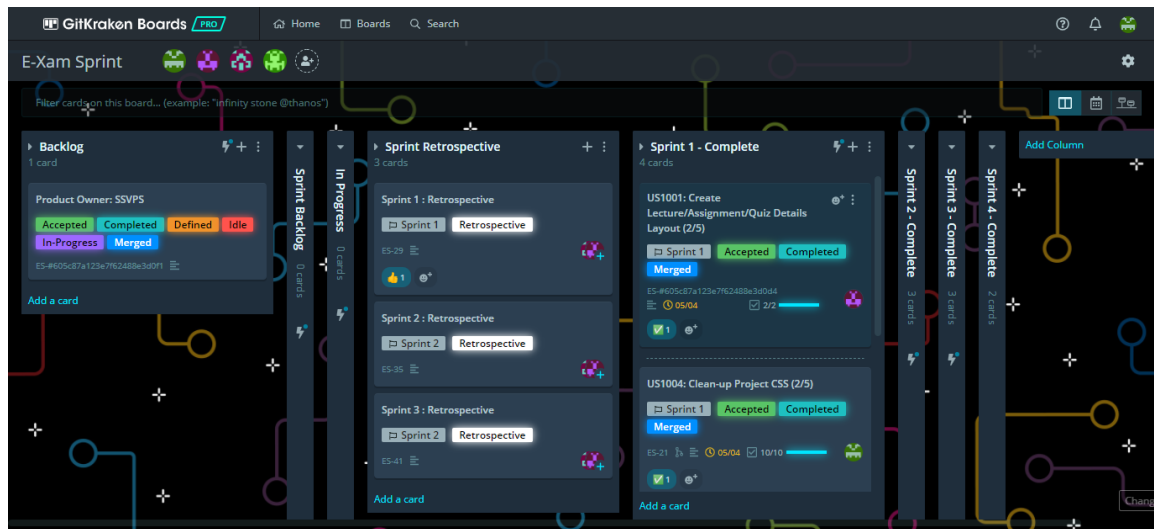 GitKraken Boards PRO
Home
Boards
Search
E-Xam Sprint
Filter cards on this board... (example: "infinity stone @thanos")
Backlog
1 card
Product Owner: SSVPS
Accepted Completed Defined Idle
In-Progress Merged
ES-#605c87a123e7f62488e3d0f1
Add a card
Sprint Backlog 0 cards
In Progress 0 cards
Sprint Retrospective
3 cards
Sprint 1 : Retrospective
Sprint 1 Retrospective
ES-29
1
Sprint 2 : Retrospective
Sprint 2 Retrospective
ES-35
Sprint 3 : Retrospective
Sprint 2 Retrospective
ES-41
Add a card
Sprint 1 - Complete
4 cards
US1001: Create
Lecture/Assignment/Quiz Details
Layout (2/5)
Sprint 1 Accepted Completed
Merged
ES-#605c87a123e7f62488e3d0d4
05/04 2/2
1
US1004: Clean-up Project CSS (2/5)
Sprint 1 Accepted Completed
Merged
ES-21 05/04 10/10
1
Add a card
Sprint 2 - Complete 3 cards
Sprint 3 - Complete 3 cards
Sprint 4 - Complete 2 cards
Add Column
Chang